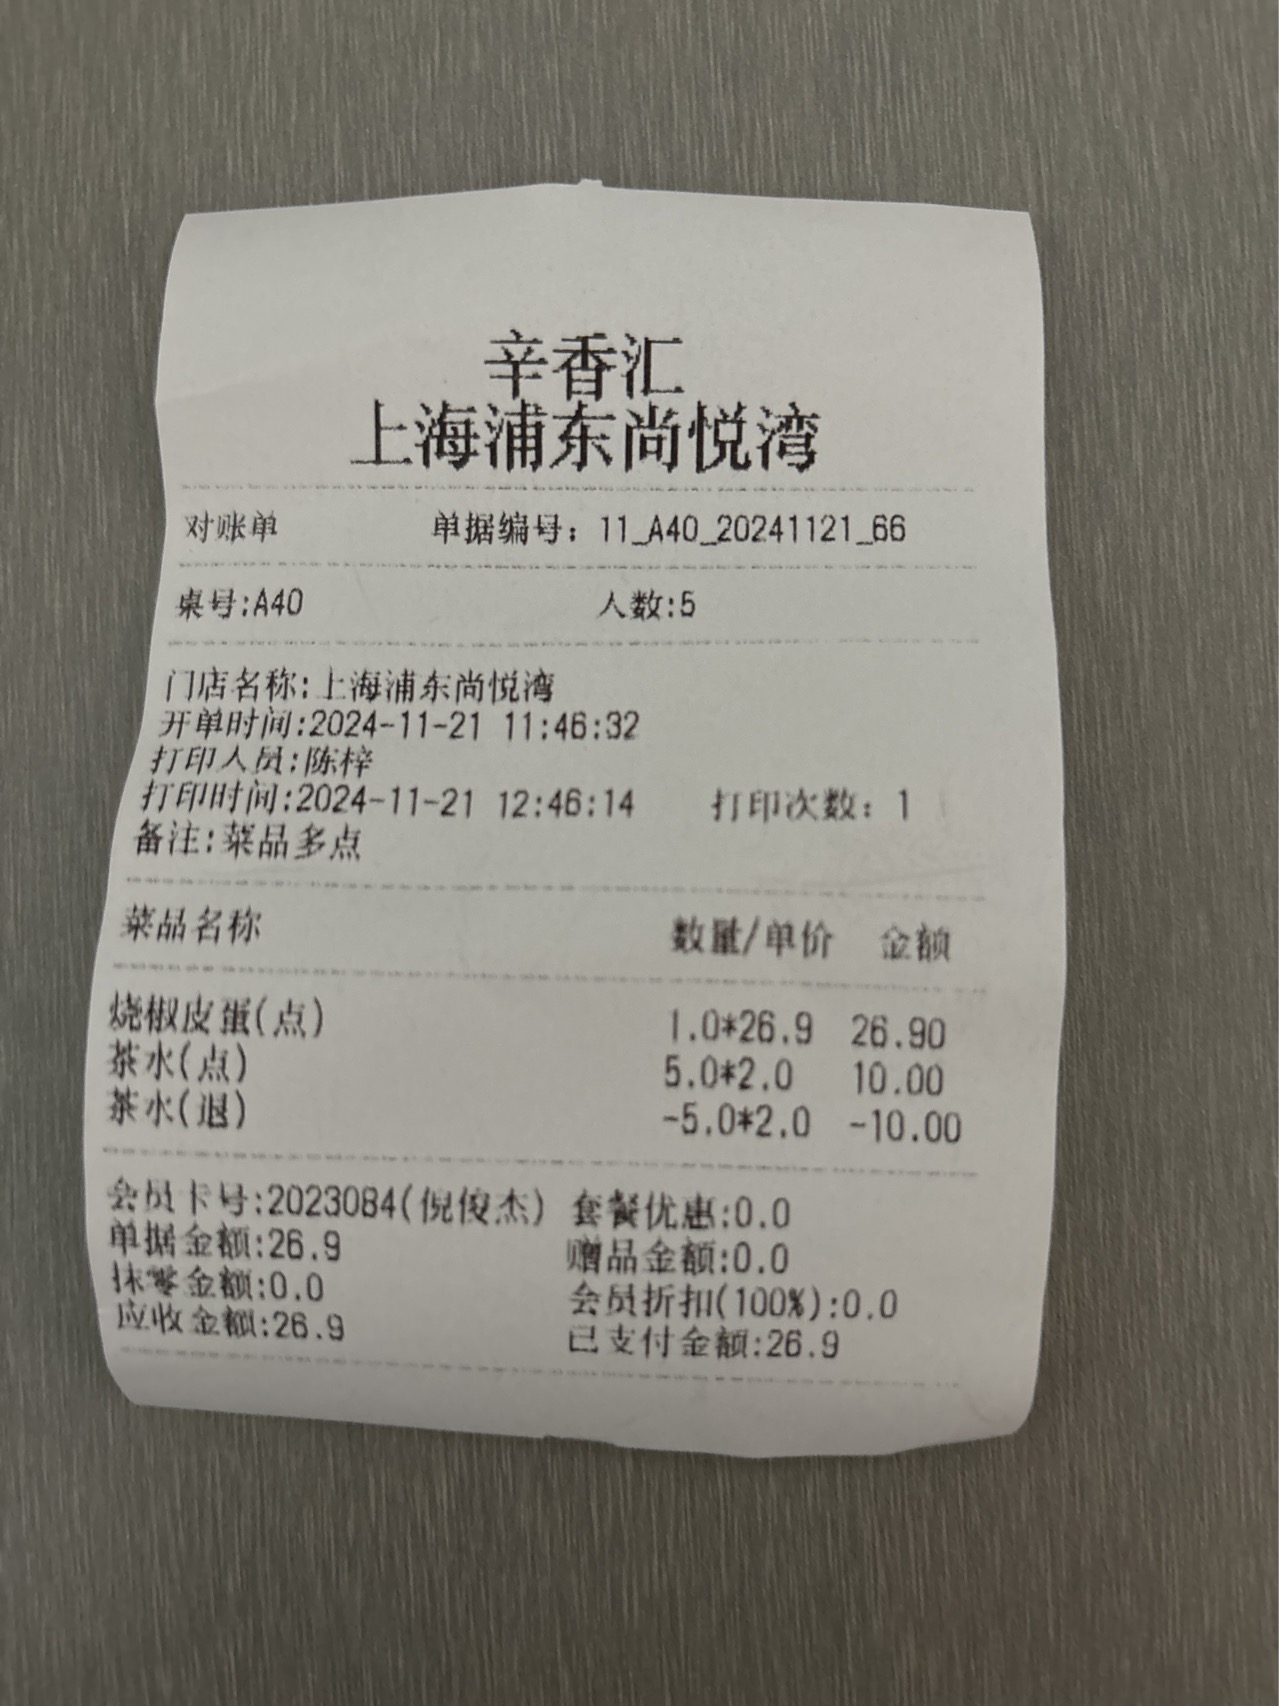 辛香汇
上海浦东尚悦湾
对账单 单据编号：11_A40_20241121_66
桌号:A40 人数:5
门店名称:上海浦东尚悦湾
开单时间:2024-11-21 11:46:32
打印人员:陈梓
打印时间:2024-11-21 12:46:14 打印次数：1
备注:菜品多点
菜品名称 数量/单价 金额
烧椒皮蛋(点) 1.0*26.9 26.90
茶水(点) 5.0*2.0 10.00
茶水(退) -5.0*2.0 -10.00
会员卡号:2023084(倪俊杰) 套餐优惠:0.0
单据金额:26.9 赠品金额:0.0
抹零金额:0.0 会员折扣(100%):0.0
应收金额:26.9 已支付金额:26.9